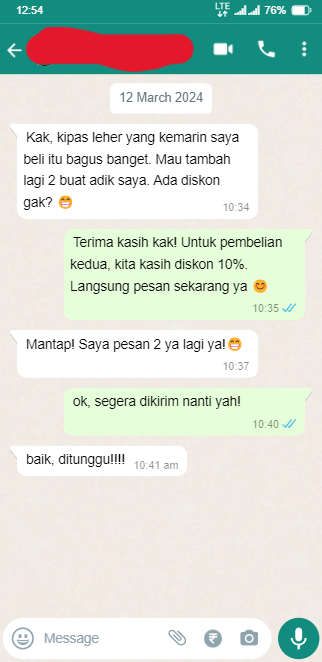 12:54
LTE
76%
12 March 2024
Kak, kipas leher yang kemarin saya
beli itu bagus banget. Mau tambah
lagi 2 buat adik saya. Ada diskon
gak? 😁
10:34
Terima kasih kak! Untuk pembelian
kedua, kita kasih diskon 10%.
Langsung pesan sekarang ya 😊
10:35
Mantap! Saya pesan 2 ya lagi ya!😁
10:37
ok, segera dikirim nanti yah!
10:40
baik, ditunggu!!!! 10:41 am
Message